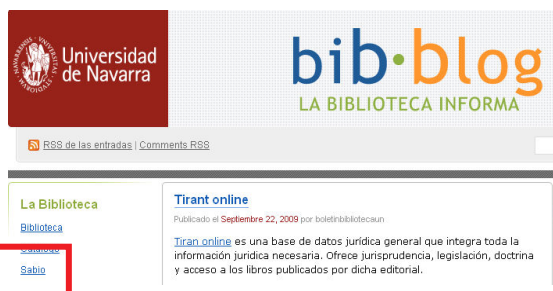 Universidad
de Navarra
bib·blog
LA BIBLIOTECA INFORMA
RSS de las entradas | Comments RSS
La Biblioteca
Biblioteca
Catálogo
Sabio
Tirant online
Publicado el Septiembre 22, 2009 por boletinbibliotecaun
Tiran online es una base de datos jurídica general que integra toda la
información juridica necesaria. Ofrece jurisprudencia, legislación, doctrina
y acceso a los libros publicados por dicha editorial.